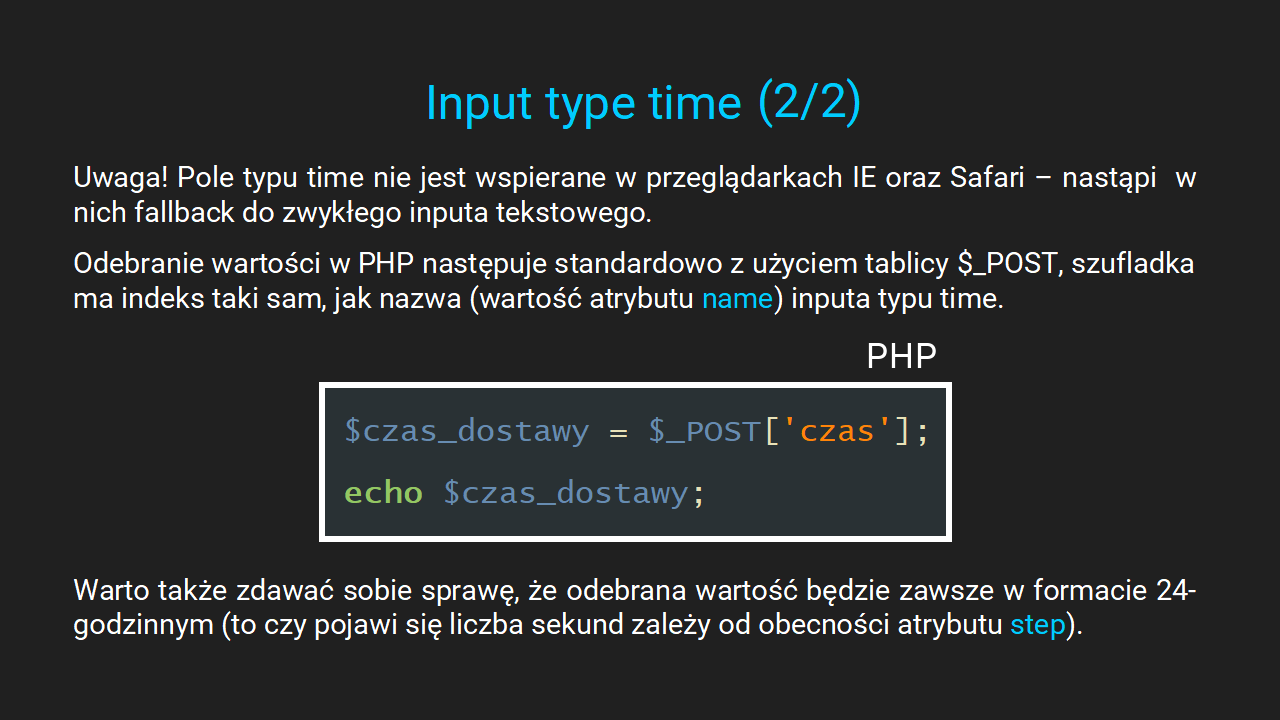 Input type time (2/2)
Uwaga! Pole typu time nie jest wspierane w przeglądarkach IE oraz Safari – nastąpi w
nich fallback do zwykłego inputa tekstowego.
Odebranie wartości w PHP następuje standardowo z użyciem tablicy $_POST, szufladka
ma indeks taki sam, jak nazwa (wartość atrybutu name) inputa typu time.
PHP
$czas_dostawy = $_POST['czas'];
echo $czas_dostawy;
Warto także zdawać sobie sprawę, że odebrana wartość będzie zawsze w formacie 24-
godzinnym (to czy pojawi się liczba sekund zależy od obecności atrybutu step).